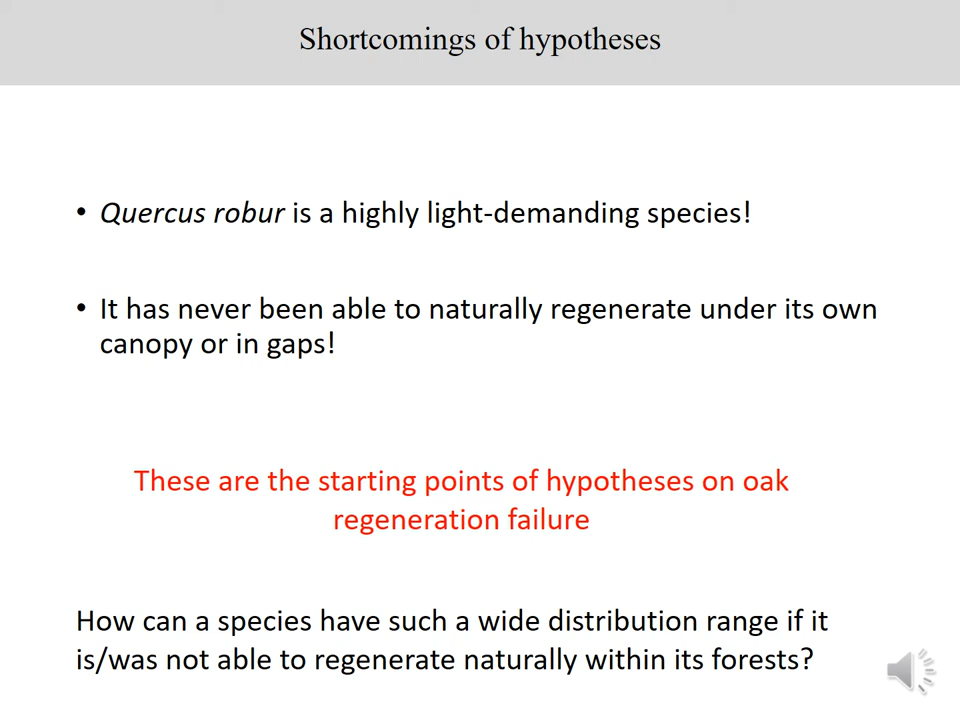 Shortcomings of hypotheses
• Quercus robur is a highly light-demanding species!
• It has never been able to naturally regenerate under its own
canopy or in gaps!
These are the starting points of hypotheses on oak
regeneration failure
How can a species have such a wide distribution range if it
is/was not able to regenerate naturally within its forests?